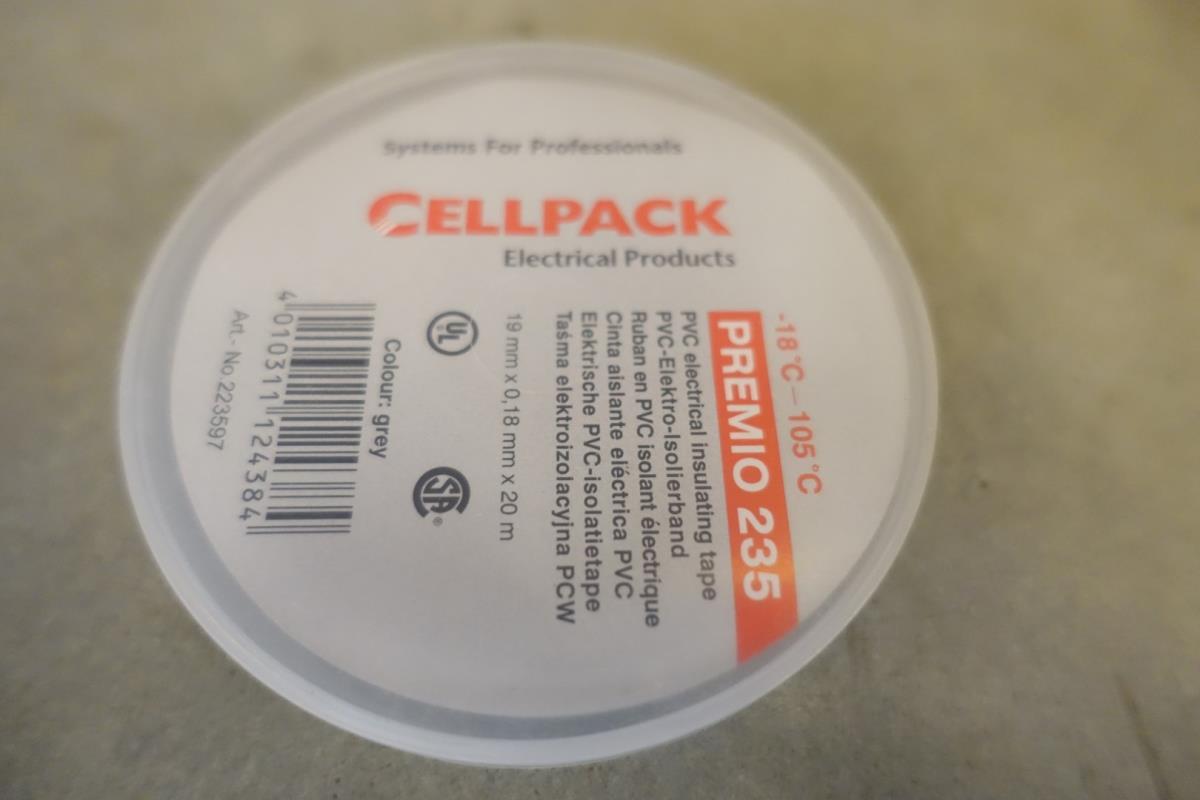 Systems For Professionals
CELLPACK
Electrical Products
-18°C – 105°C
PREMIO 235
PVC electrical insulating tape
PVC-Elektro-Isolierband
Ruban en PVC isolant électrique
Cinta aislante eléctrica PVC
Elektrische PVC-isolatietape
Taśma elektroizolacyjna PCW
19 mm x 0,18 mm x 20 m
UL
SA®
Colour: grey
4 010311 124384
Art.- No.223597